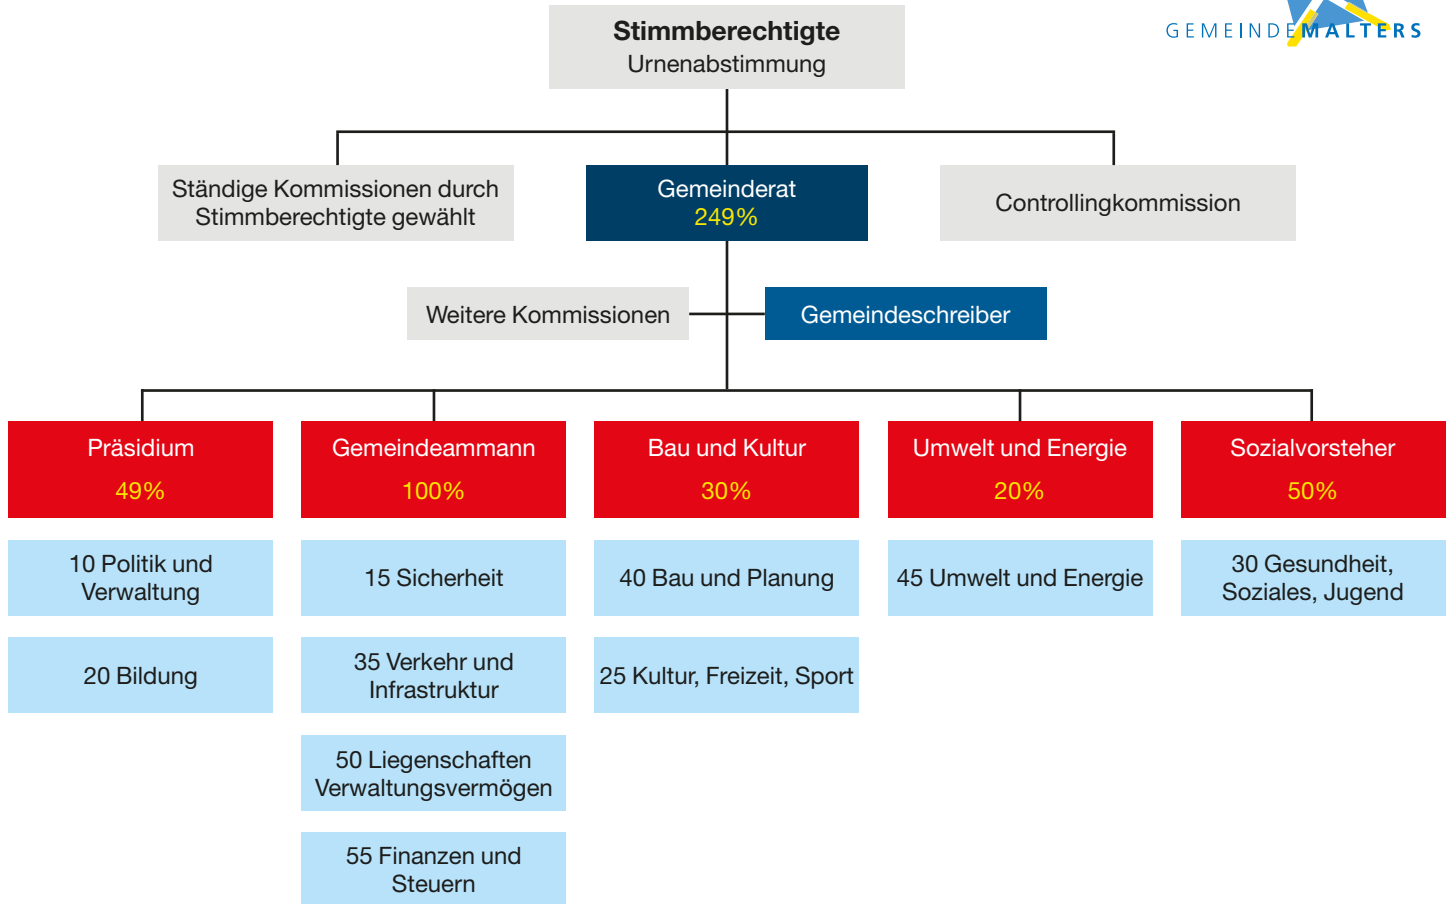 Stimmberechtigte
Urnenabstimmung
GEMEINDEMALTERS
Ständige Kommissionen durch
Stimmberechtigte gewählt
Gemeinderat
249%
Controllingkommission
Weitere Kommissionen
Gemeindeschreiber
Präsidium
49%
Gemeindeammann
100%
Bau und Kultur
30%
Umwelt und Energie
20%
Sozialvorsteher
50%
10 Politik und
Verwaltung
15 Sicherheit
40 Bau und Planung
45 Umwelt und Energie
30 Gesundheit,
Soziales, Jugend
20 Bildung
35 Verkehr und
Infrastruktur
25 Kultur, Freizeit, Sport
50 Liegenschaften
Verwaltungsvermögen
55 Finanzen und
Steuern